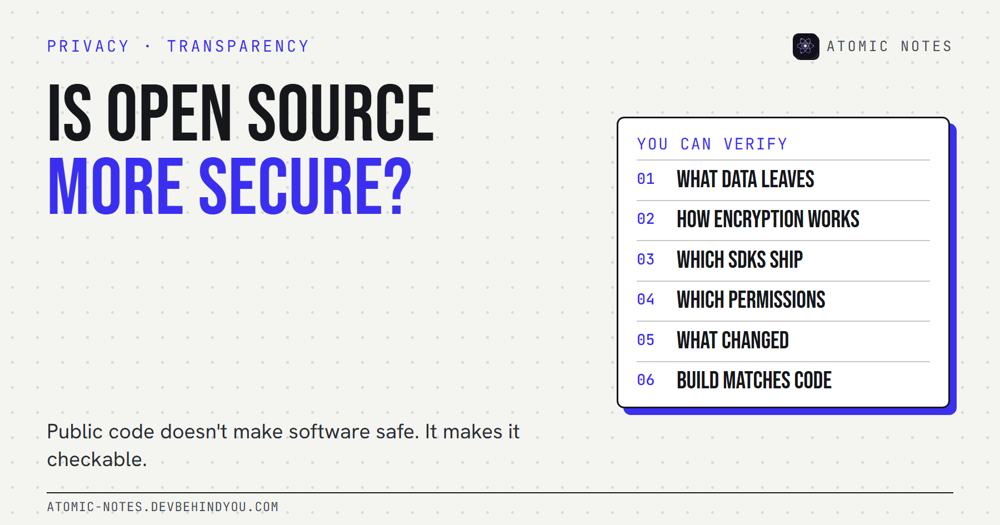 PRIVACY · TRANSPARENCY
ATOMIC NOTES
IS OPEN SOURCE
MORE SECURE?
YOU CAN VERIFY
01 WHAT DATA LEAVES
02 HOW ENCRYPTION WORKS
03 WHICH SDKS SHIP
04 WHICH PERMISSIONS
05 WHAT CHANGED
06 BUILD MATCHES CODE
Public code doesn't make software safe. It makes it
checkable.
ATOMIC-NOTES.DEVBEHINDYOU.COM